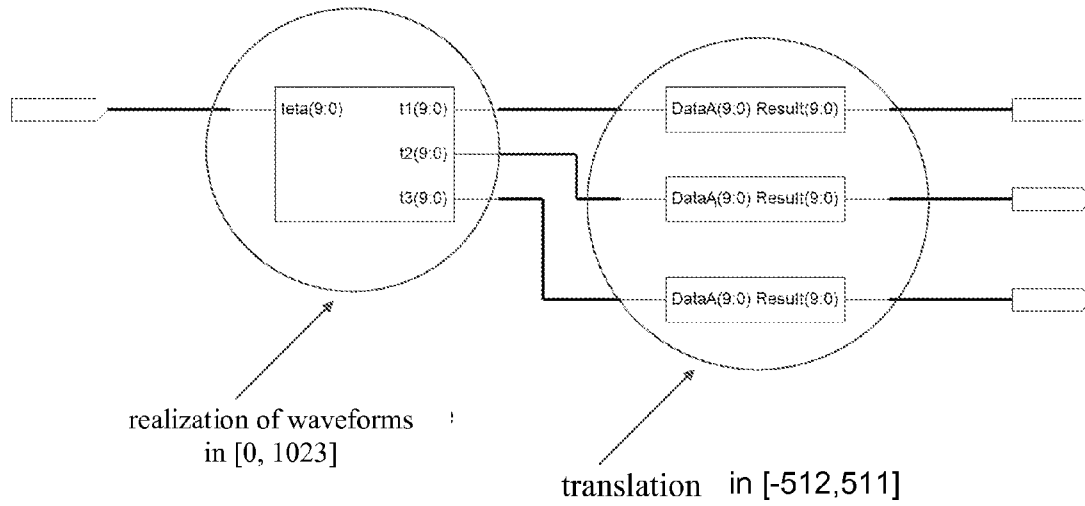 teta(9:0) t1(9:0)
t2(9:0)
t3(9:0)
DataA(9:0) Result(9:0)
DataA(9:0) Result(9:0)
DataA(9:0) Result(9:0)
realization of waveforms
in [0, 1023]
translation in [-512,511]